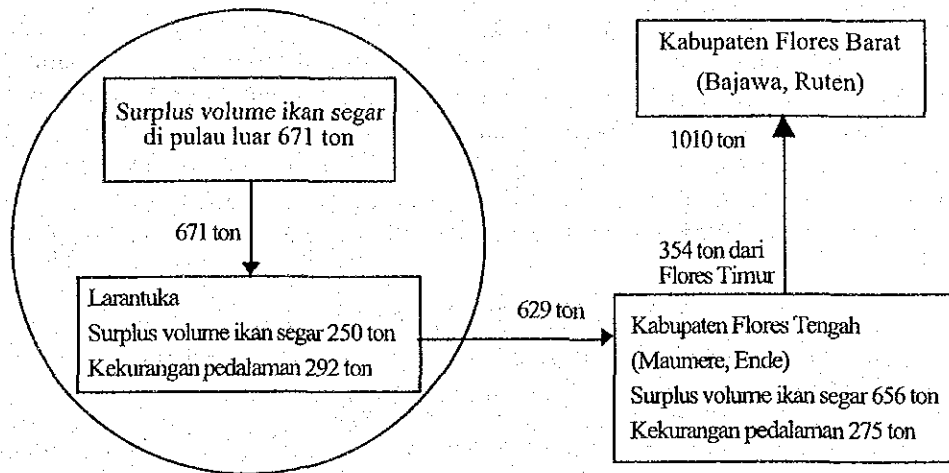 Surplus volume ikan segar
di pulau luar 671 ton
671 ton
Larantuka
Surplus volume ikan segar 250 ton
Kekurangan pedalaman 292 ton
629 ton
Kabupaten Flores Barat
(Bajawa, Ruten)
1010 ton
354 ton dari
Flores Timur
Kabupaten Flores Tengah
(Maumere, Ende)
Surplus volume ikan segar 656 ton
Kekurangan pedalaman 275 ton